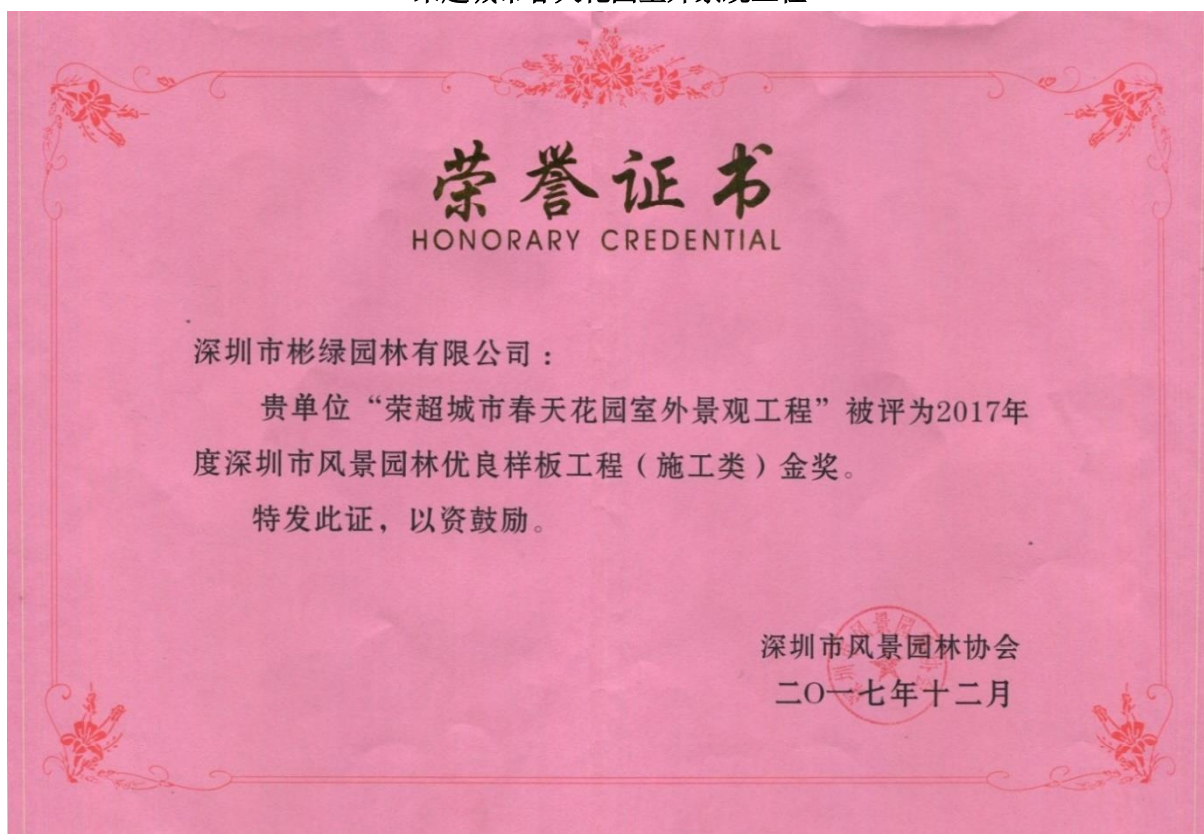 荣誉证书
HONORARY CREDENTIAL
深圳市彬绿园林有限公司：
贵单位“荣超城市春天花园室外景观工程”被评为2017年
度深圳市风景园林优良样板工程（施工类）金奖。
特发此证，以资鼓励。
深圳市风景园林协会
二〇一七年十二月